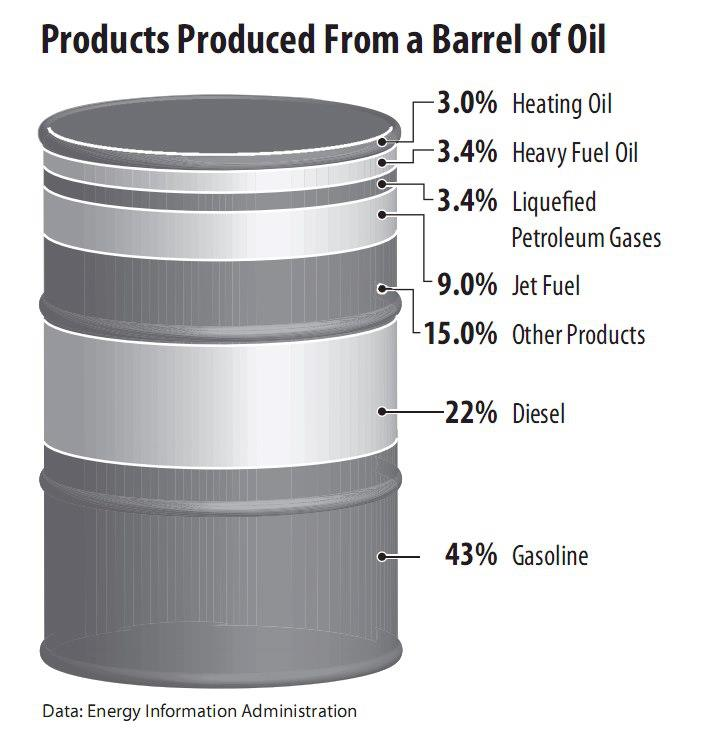 Products Produced From a Barrel of Oil
3.0% Heating Oil
3.4% Heavy Fuel Oil
3.4% Liquefied
Petroleum Gases
9.0% Jet Fuel
15.0% Other Products
22% Diesel
43% Gasoline
Data: Energy Information Administration